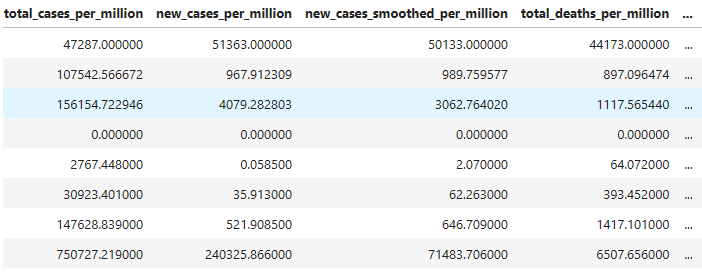 total_cases_per_million new_cases_per_million new_cases_smoothed_per_million total_deaths_per_million ...
47287.000000 51363.000000 50133.000000 44173.000000 ...
107542.566672 967.912309 989.759577 897.096474 ...
156154.722946 4079.282803 3062.764020 1117.565440 ...
0.000000 0.000000 0.000000 0.000000 ...
2767.448000 0.058500 2.070000 64.072000 ...
30923.401000 35.913000 62.263000 393.452000 ...
147628.839000 521.908500 646.709000 1417.101000 ...
750727.219000 240325.866000 71483.706000 6507.656000 ...